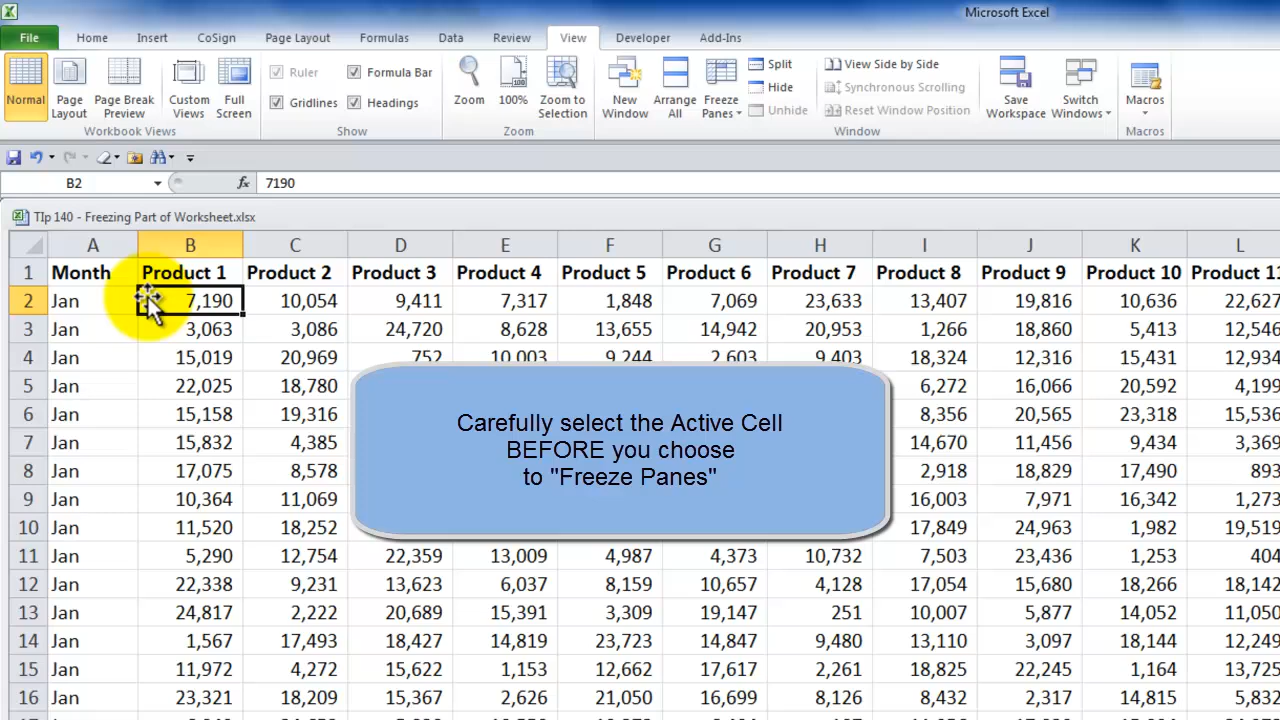 Microsoft Excel
File Home Insert CoSign Page Layout Formulas Data Review View Developer Add-Ins
Normal Page Layout Page Break Preview Custom Views Full Screen
Workbook Views
Ruler Formula Bar
Gridlines Headings
Show
Zoom 100% Zoom to Selection
Zoom
New Window Arrange All Freeze Panes
Split
Hide
Unhide
View Side by Side
Synchronous Scrolling
Reset Window Position
Save Workspace Switch Windows
Window
Macros
Macros
B2 fx 7190
TIp 140 - Freezing Part of Worksheet.xlsx
A B C D E F G H I J K L
1 Month Product 1 Product 2 Product 3 Product 4 Product 5 Product 6 Product 7 Product 8 Product 9 Product 10 Product 11
2 Jan 7,190 10,054 9,411 7,317 1,848 7,069 23,633 13,407 19,816 10,636 22,627
3 Jan 3,063 3,086 24,720 8,628 13,655 14,942 20,953 1,266 18,860 5,413 12,546
4 Jan 15,019 20,969 752 10,003 9,244 2,603 9,403 18,324 12,316 15,431 12,934
5 Jan 22,025 18,780 6,272 16,066 20,592 4,199
6 Jan 15,158 19,316 8,356 20,565 23,318 15,536
7 Jan 15,832 4,385 14,670 11,456 9,434 3,369
8 Jan 17,075 8,578 2,918 18,829 17,490 893
9 Jan 10,364 11,069 16,003 7,971 16,342 1,273
10 Jan 11,520 18,252 17,849 24,963 1,982 19,519
Carefully select the Active Cell
BEFORE you choose
to "Freeze Panes"
11 Jan 5,290 12,754 22,359 13,009 4,987 4,373 10,732 7,503 23,436 1,253 404
12 Jan 22,338 9,231 13,623 6,037 8,159 10,657 4,128 17,054 15,680 18,266 18,142
13 Jan 24,817 2,222 20,689 15,391 3,309 19,147 251 10,007 5,877 14,052 11,050
14 Jan 1,567 17,493 18,427 14,819 23,723 14,847 9,480 13,110 3,097 18,144 12,249
15 Jan 11,972 4,272 15,622 1,153 12,662 17,617 2,261 18,825 22,245 1,164 13,725
16 Jan 23,321 18,209 15,367 2,626 21,050 16,699 8,126 8,432 2,317 14,815 5,832